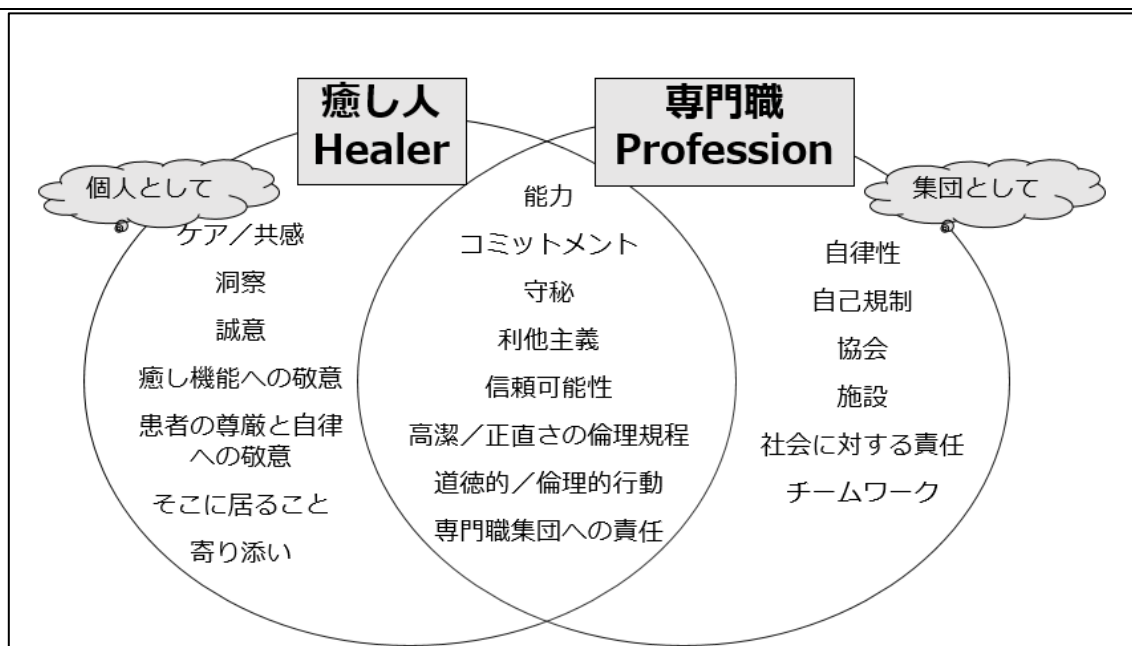 癒し人
Healer
専門職
Profession
個人として
集団として
ケア／共感
洞察
誠意
癒し機能への敬意
患者の尊厳と自律
への敬意
そこに居ること
寄り添い
能力
コミットメント
守秘
利他主義
信頼可能性
高潔／正直さの倫理規程
道徳的／倫理的行動
専門職集団への責任
自律性
自己規制
協会
施設
社会に対する責任
チームワーク